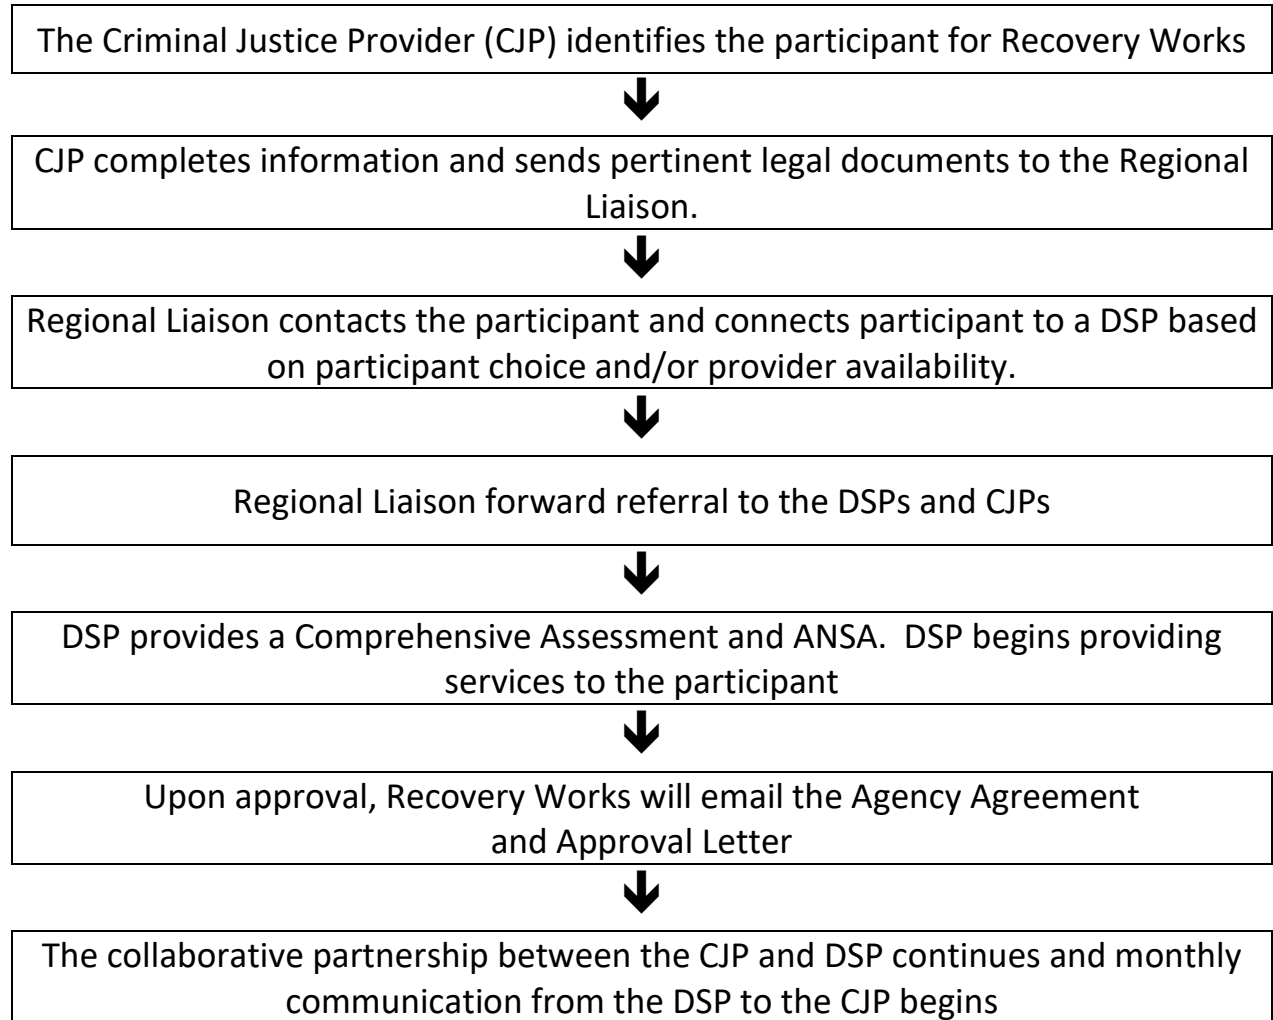 The Criminal Justice Provider (CJP) identifies the participant for Recovery Works
CJP completes information and sends pertinent legal documents to the Regional
Liaison.
Regional Liaison contacts the participant and connects participant to a DSP based
on participant choice and/or provider availability.
Regional Liaison forward referral to the DSPs and CJPs
DSP provides a Comprehensive Assessment and ANSA.  DSP begins providing
services to the participant
Upon approval, Recovery Works will email the Agency Agreement
and Approval Letter
The collaborative partnership between the CJP and DSP continues and monthly
communication from the DSP to the CJP begins